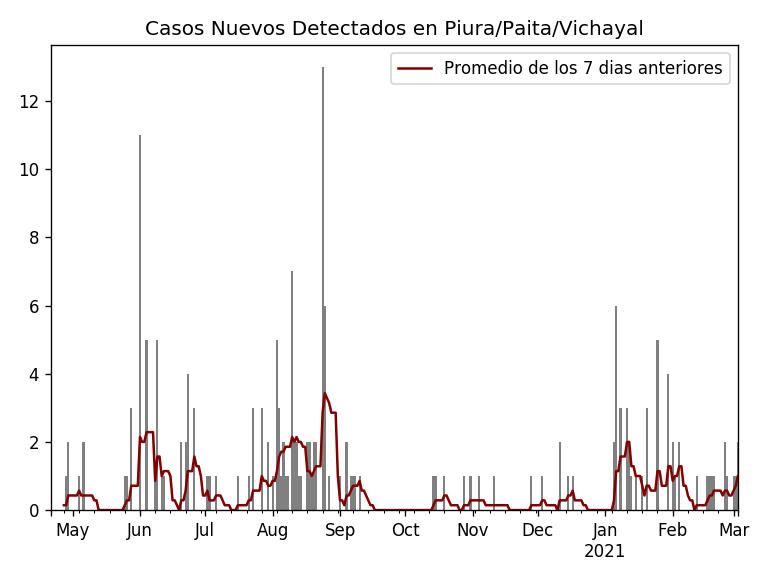 Casos Nuevos Detectados en Piura/Paita/Vichayal
Promedio de los 7 dias anteriores
12
10
8
6
4
2
0
May Jun Jul Aug Sep Oct Nov Dec Jan Feb Mar
2021